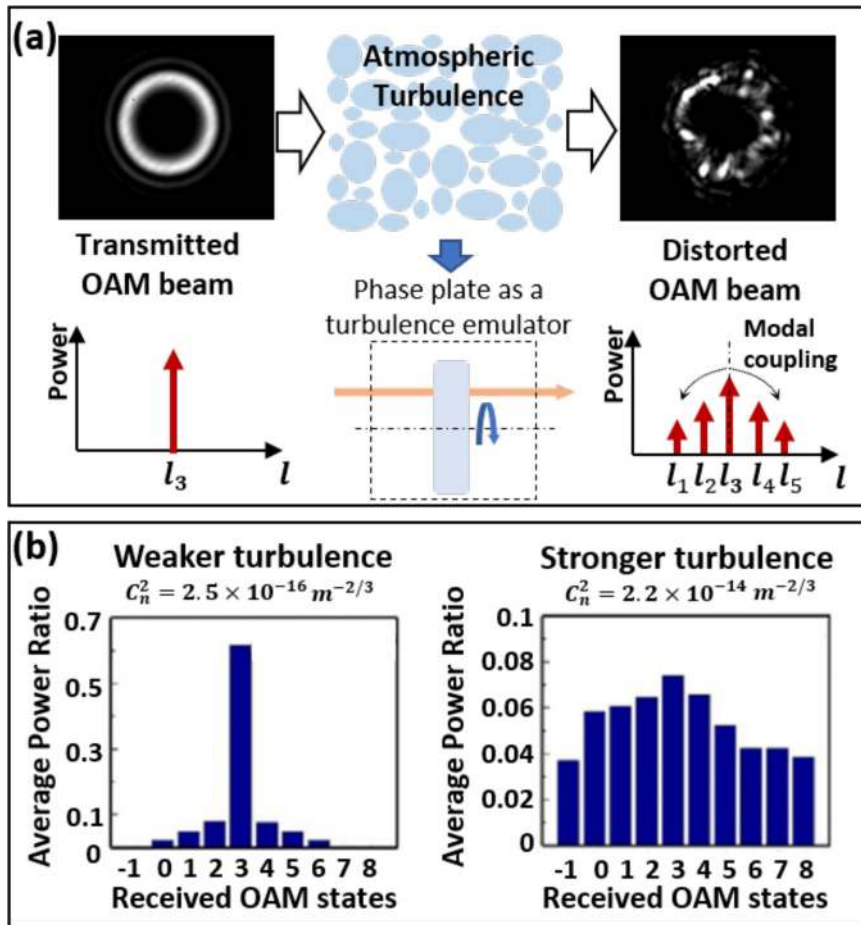 (a)
Atmospheric
Turbulence
Transmitted
OAM beam
Distorted
OAM beam
Phase plate as a
turbulence emulator
Power
l₃
l
Power
Modal
coupling
l₁ l₂ l₃ l₄ l₅ l
(b)
Weaker turbulence
C_n^2 = 2.5 × 10^{-16} m^{-2/3}
Average Power Ratio
0.7
0.5
0.3
0.1
0
-1 0 1 2 3 4 5 6 7 8
Received OAM states
Stronger turbulence
C_n^2 = 2.2 × 10^{-14} m^{-2/3}
Average Power Ratio
0.1
0.08
0.06
0.04
0.02
0
-1 0 1 2 3 4 5 6 7 8
Received OAM states